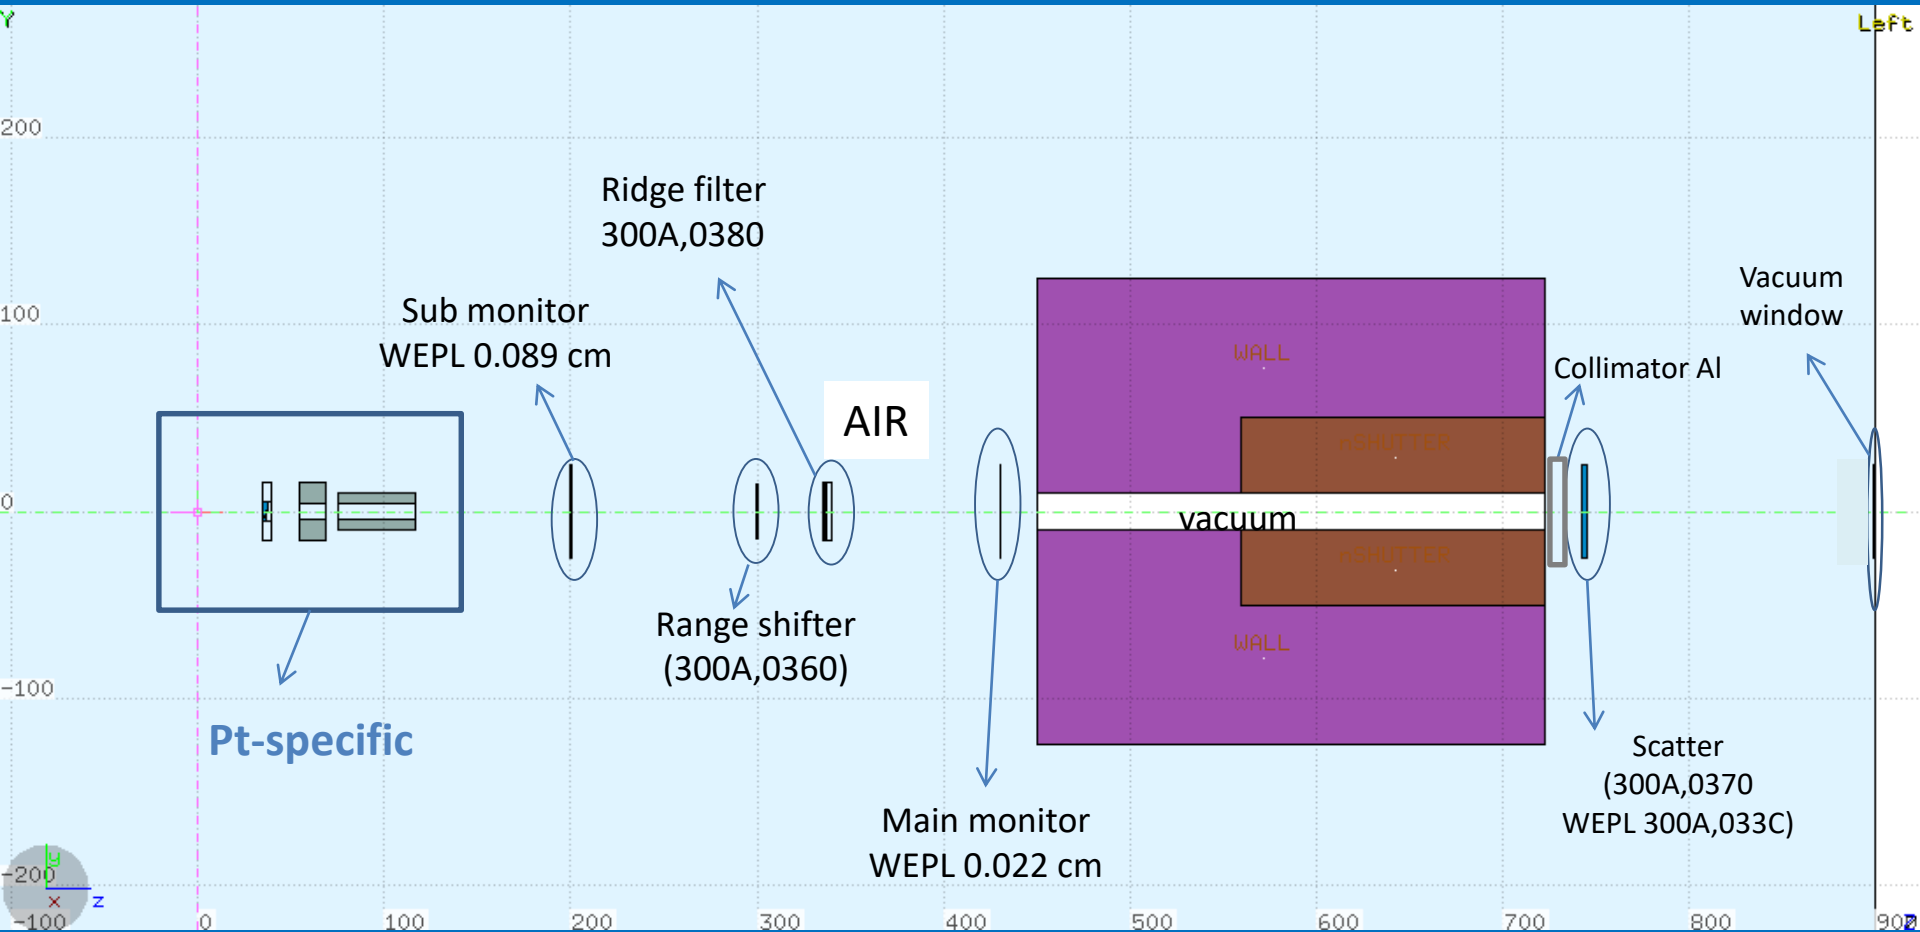 Y
Left
200
Ridge filter
300A,0380
Vacuum
window
Sub monitor
WEPL 0.089 cm
100
WALL
Collimator Al
AIR
0
vacuum
Range shifter
(300A,0360)
WALL
-100
Pt-specific
Scatter
(300A,0370
WEPL 300A,033C)
Main monitor
WEPL 0.022 cm
y
-200
x
z
-100
0
100
200
300
400
500
600
700
800